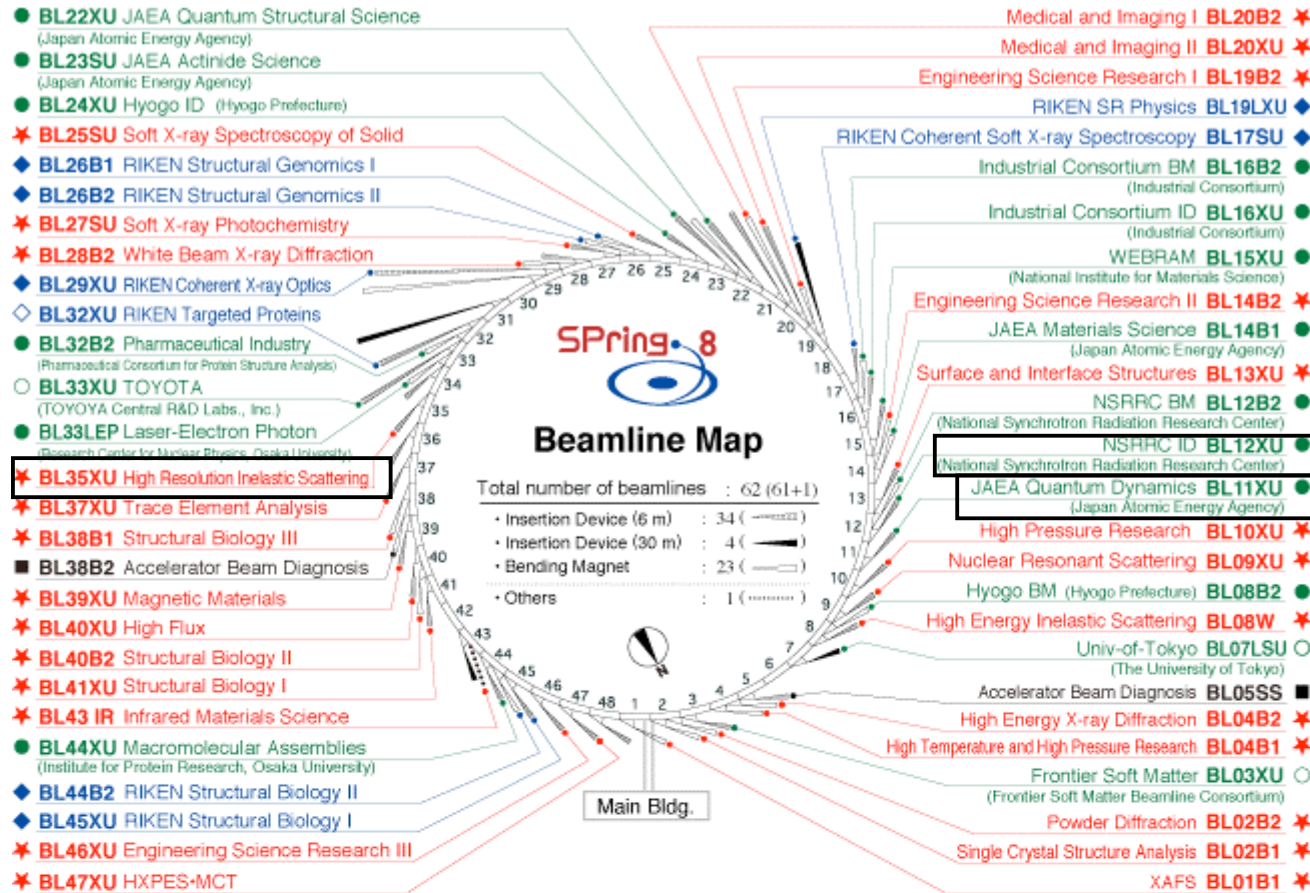 BL22XU JAEA Quantum Structural Science
(Japan Atomic Energy Agency)
BL23SU JAEA Actinide Science
(Japan Atomic Energy Agency)
BL24XU Hyogo ID (Hyogo Prefecture)
BL25SU Soft X-ray Spectroscopy of Solid
BL26B1 RIKEN Structural Genomics I
BL26B2 RIKEN Structural Genomics II
BL27SU Soft X-ray Photochemistry
BL28B2 White Beam X-ray Diffraction
BL29XU RIKEN Coherent X-ray Optics
BL32XU RIKEN Targeted Proteins
BL32B2 Pharmaceutical Industry
(Pharmaceutical Consortium for Protein Structure Analysis)
BL33XU TOYOTA
(TOYOYA Central R&D Labs., Inc.)
BL33LEP Laser-Electron Photon
(Research Center for Nuclear Physics, Osaka University)
BL35XU High Resolution Inelastic Scattering
BL37XU Trace Element Analysis
BL38B1 Structural Biology III
BL38B2 Accelerator Beam Diagnosis
BL39XU Magnetic Materials
BL40XU High Flux
BL40B2 Structural Biology II
BL41XU Structural Biology I
BL43 IR Infrared Materials Science
BL44XU Macromolecular Assemblies
(Institute for Protein Research, Osaka University)
BL44B2 RIKEN Structural Biology II
BL45XU RIKEN Structural Biology I
BL46XU Engineering Science Research III
BL47XU HXPES•MCT
Medical and Imaging I BL20B2
Medical and Imaging II BL20XU
Engineering Science Research I BL19B2
RIKEN SR Physics BL19LXU
RIKEN Coherent Soft X-ray Spectroscopy BL17SU
Industrial Consortium BM BL16B2
(Industrial Consortium)
Industrial Consortium ID BL16XU
(Industrial Consortium)
WEBRAM BL15XU
(National Institute for Materials Science)
Engineering Science Research II BL14B2
JAEA Materials Science BL14B1
(Japan Atomic Energy Agency)
Surface and Interface Structures BL13XU
NSRRC BM BL12B2
(National Synchrotron Radiation Research Center)
NSRRC ID BL12XU
(National Synchrotron Radiation Research Center)
JAEA Quantum Dynamics BL11XU
(Japan Atomic Energy Agency)
High Pressure Research BL10XU
Nuclear Resonant Scattering BL09XU
Hyogo BM (Hyogo Prefecture) BL08B2
High Energy Inelastic Scattering BL08W
Univ-of-Tokyo BL07LSU
(The University of Tokyo)
Accelerator Beam Diagnosis BL05SS
High Energy X-ray Diffraction BL04B2
High Temperature and High Pressure Research BL04B1
Frontier Soft Matter BL03XU
(Frontier Soft Matter Beamline Consortium)
Powder Diffraction BL02B2
Single Crystal Structure Analysis BL02B1
XAFS BL01B1
SPring-8
Beamline Map
Total number of beamlines : 62 (61+1)
• Insertion Device (6 m) : 34 ( )
• Insertion Device (30 m) : 4 ( )
• Bending Magnet : 23 ( )
• Others : 1 ( )
N
Main Bldg.
1
2
3
4
5
6
7
8
9
10
11
12
13
14
15
16
17
18
19
20
21
22
23
24
25
26
27
28
29
30
31
32
33
34
35
36
37
38
39
40
41
42
43
44
45
46
47
48